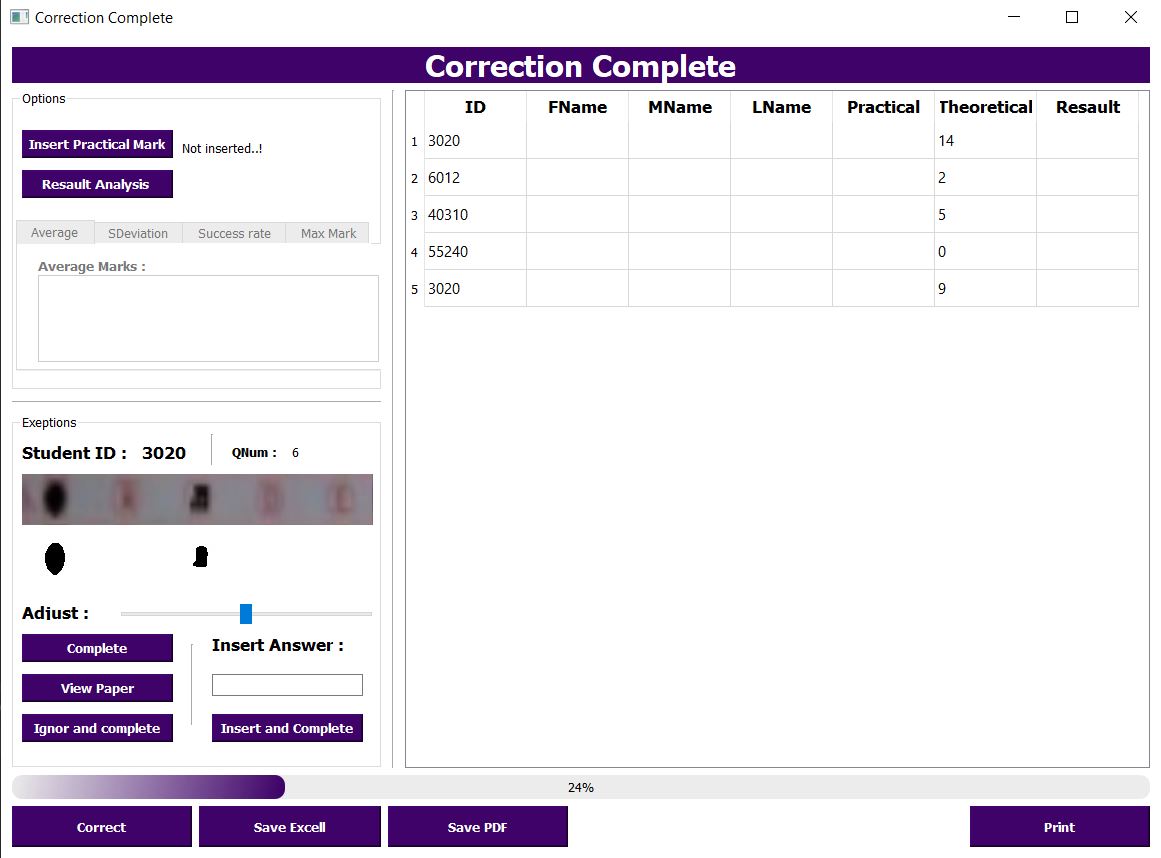 Correction Complete
Correction Complete
Options
Insert Practical Mark
Not inserted..!
Resault Analysis
Average SDeviation Success rate Max Mark
Average Marks :
Exeptions
Student ID : 3020 QNum : 6
Adjust :
Complete
View Paper
Ignor and complete
Insert Answer :
Insert and Complete
ID FName MName LName Practical Theoretical Resault
1 3020 14
2 6012 2
3 40310 5
4 55240 0
5 3020 9
24%
Correct Save Excell Save PDF Print